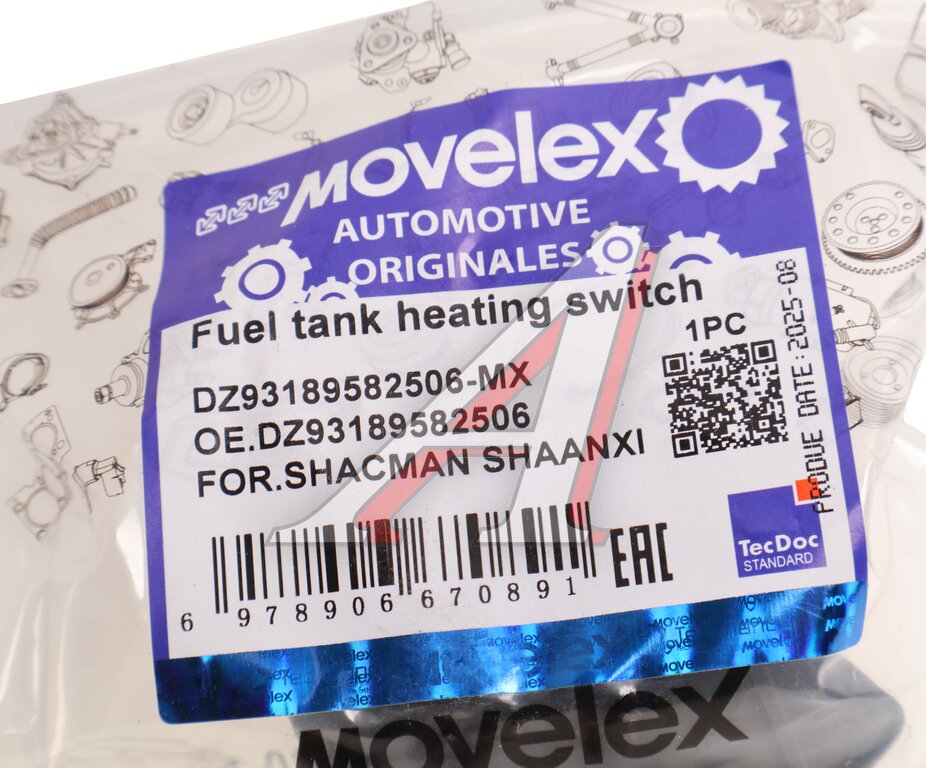 MOVeLex
AUTOMOTIVE
ORIGINALES
Fuel tank heating switch
1PC
DZ93189582506-MX
OE.DZ93189582506
FOR.SHACMAN SHAANXI
PRODUE DATE:2025-08
TecDoc
STANDARD
EAC
6 978906 670891
movelex
movelex